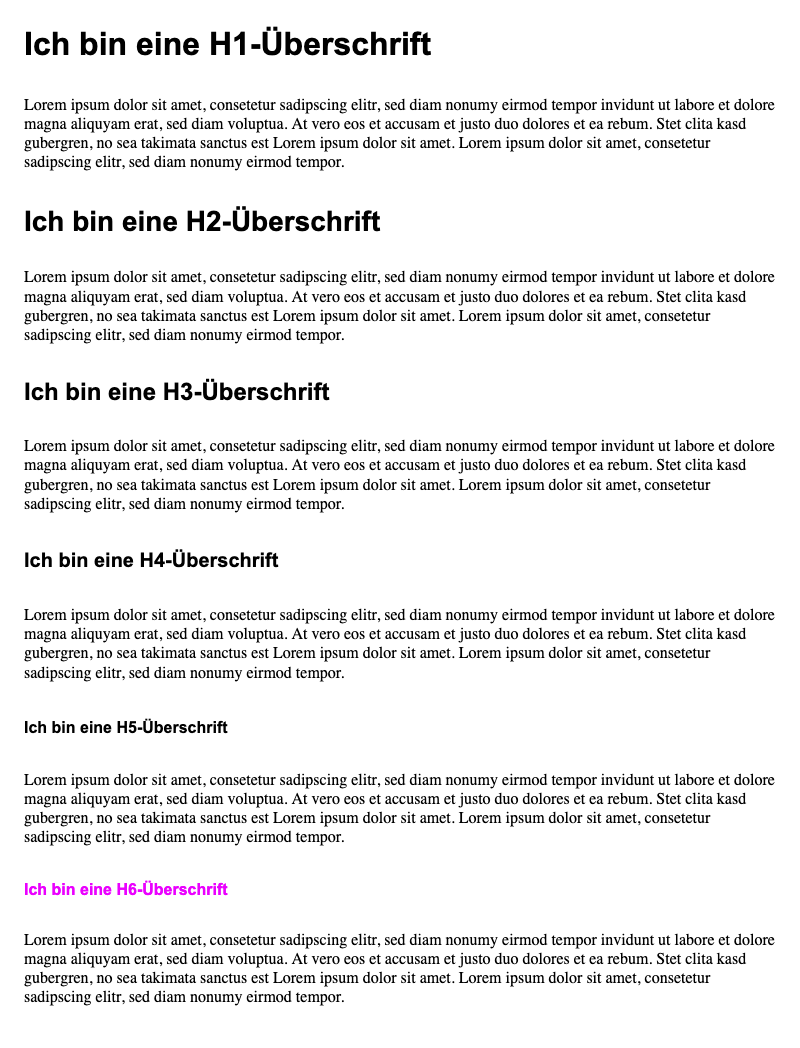 Ich bin eine H1-Überschrift
Lorem ipsum dolor sit amet, consetetur sadipscing elitr, sed diam nonumy eirmod tempor invidunt ut labore et dolore
magna aliquyam erat, sed diam voluptua. At vero eos et accusam et justo duo dolores et ea rebum. Stet clita kasd
gubergren, no sea takimata sanctus est Lorem ipsum dolor sit amet. Lorem ipsum dolor sit amet, consetetur
sadipscing elitr, sed diam nonumy eirmod tempor.
Ich bin eine H2-Überschrift
Lorem ipsum dolor sit amet, consetetur sadipscing elitr, sed diam nonumy eirmod tempor invidunt ut labore et dolore
magna aliquyam erat, sed diam voluptua. At vero eos et accusam et justo duo dolores et ea rebum. Stet clita kasd
gubergren, no sea takimata sanctus est Lorem ipsum dolor sit amet. Lorem ipsum dolor sit amet, consetetur
sadipscing elitr, sed diam nonumy eirmod tempor.
Ich bin eine H3-Überschrift
Lorem ipsum dolor sit amet, consetetur sadipscing elitr, sed diam nonumy eirmod tempor invidunt ut labore et dolore
magna aliquyam erat, sed diam voluptua. At vero eos et accusam et justo duo dolores et ea rebum. Stet clita kasd
gubergren, no sea takimata sanctus est Lorem ipsum dolor sit amet. Lorem ipsum dolor sit amet, consetetur
sadipscing elitr, sed diam nonumy eirmod tempor.
Ich bin eine H4-Überschrift
Lorem ipsum dolor sit amet, consetetur sadipscing elitr, sed diam nonumy eirmod tempor invidunt ut labore et dolore
magna aliquyam erat, sed diam voluptua. At vero eos et accusam et justo duo dolores et ea rebum. Stet clita kasd
gubergren, no sea takimata sanctus est Lorem ipsum dolor sit amet. Lorem ipsum dolor sit amet, consetetur
sadipscing elitr, sed diam nonumy eirmod tempor.
Ich bin eine H5-Überschrift
Lorem ipsum dolor sit amet, consetetur sadipscing elitr, sed diam nonumy eirmod tempor invidunt ut labore et dolore
magna aliquyam erat, sed diam voluptua. At vero eos et accusam et justo duo dolores et ea rebum. Stet clita kasd
gubergren, no sea takimata sanctus est Lorem ipsum dolor sit amet. Lorem ipsum dolor sit amet, consetetur
sadipscing elitr, sed diam nonumy eirmod tempor.
Ich bin eine H6-Überschrift
Lorem ipsum dolor sit amet, consetetur sadipscing elitr, sed diam nonumy eirmod tempor invidunt ut labore et dolore
magna aliquyam erat, sed diam voluptua. At vero eos et accusam et justo duo dolores et ea rebum. Stet clita kasd
gubergren, no sea takimata sanctus est Lorem ipsum dolor sit amet. Lorem ipsum dolor sit amet, consetetur
sadipscing elitr, sed diam nonumy eirmod tempor.